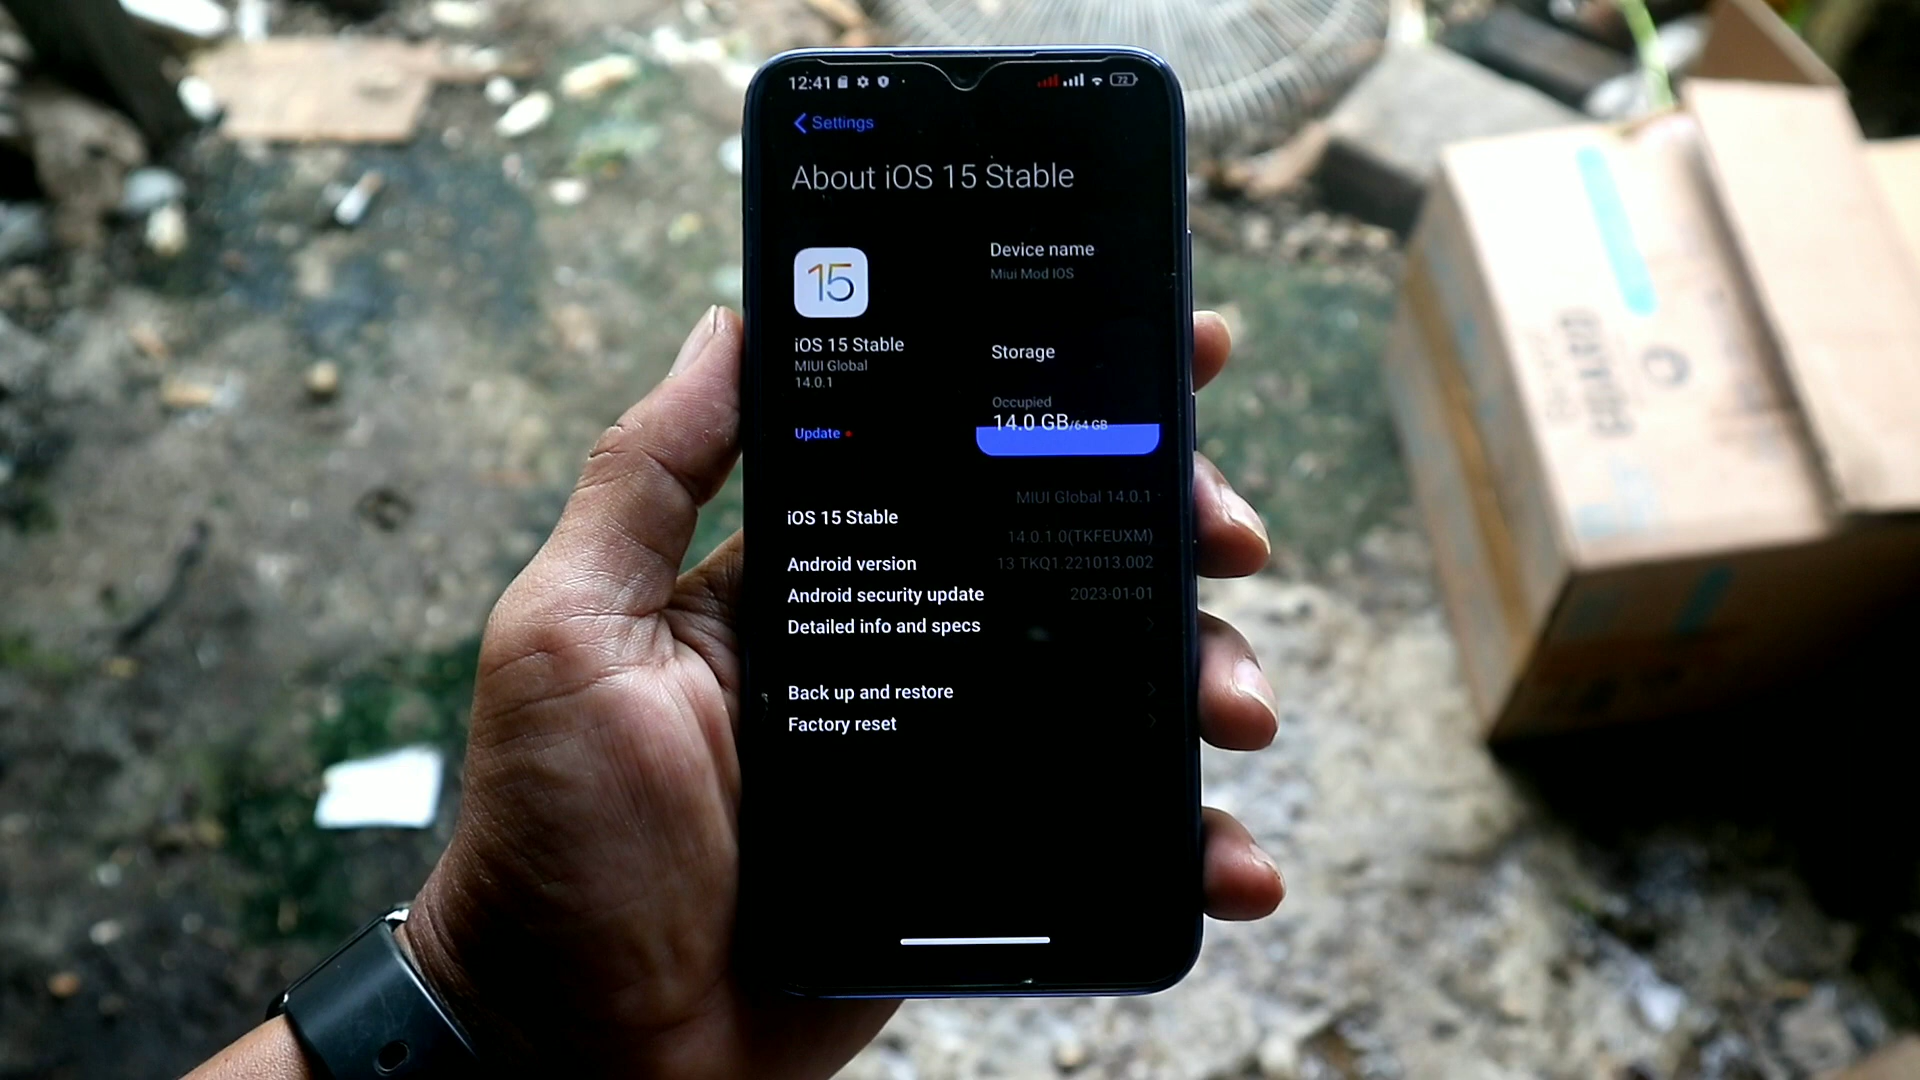 12:41
72
Settings
About iOS 15 Stable
15
Device name
Miui Mod IOS
iOS 15 Stable
MIUI Global
14.0.1
Storage
Occupied
14.0 GB/64 GB
Update
iOS 15 Stable
MIUI Global 14.0.1
14.0.1.0(TKFEUXM)
Android version
13 TKQ1.221013.002
Android security update
2023-01-01
Detailed info and specs
Back up and restore
Factory reset